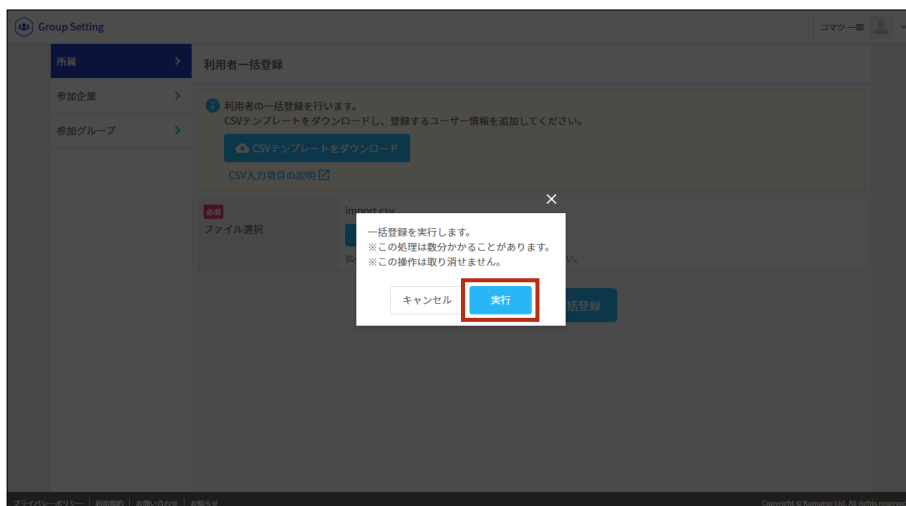 Group Setting
コマツ 一郎
所属
参加企業
参加グループ
利用者一括登録
利用者の一括登録を行います。
CSVテンプレートをダウンロードし、登録するユーザー情報を追加してください。
CSVテンプレートをダウンロード
CSV入力項目の説明
必須
ファイル選択
import.csv
一括登録を実行します。
※この処理は数分かかることがあります。
※この操作は取り消せません。
キャンセル
実行
い。
括登録
プライバシーポリシー
利用規約
お問い合わせ
お知らせ
Copyright © Komatsu Ltd. All rights reserved